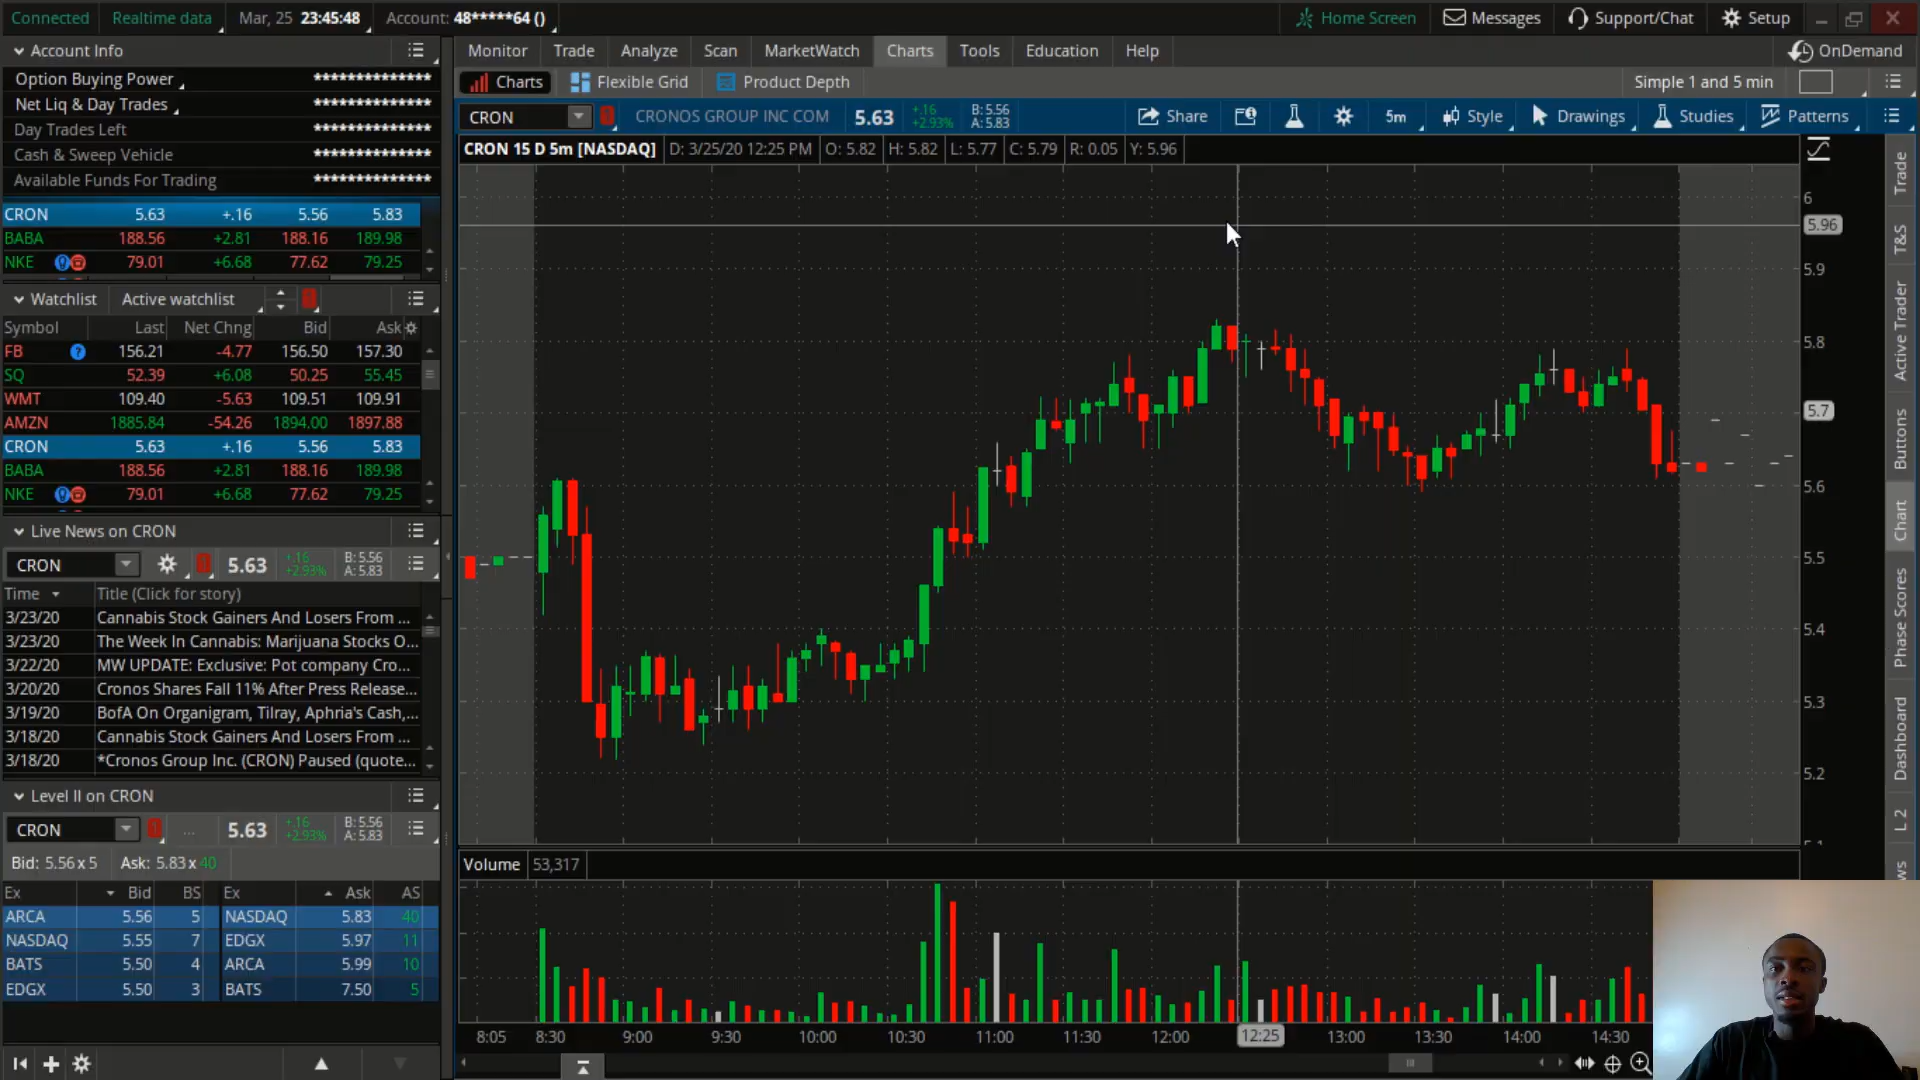 Connected Realtime data Mar, 25 23:45:48 Account: 48*****64 () Home Screen Messages Support/Chat Setup
Account Info
Option Buying Power **************
Net Liq & Day Trades **************
Day Trades Left **************
Cash & Sweep Vehicle **************
Available Funds For Trading **************
CRON 5.63 +.16 5.56 5.83
BABA 188.56 +2.81 188.16 189.98
NKE 79.01 +6.68 77.62 79.25
Watchlist Active watchlist
Symbol Last Net Chng Bid Ask
FB 156.21 -4.77 156.50 157.30
SQ 52.39 +6.08 50.25 55.45
WMT 109.40 -5.63 109.51 109.91
AMZN 1885.84 -54.26 1894.00 1897.88
CRON 5.63 +.16 5.56 5.83
BABA 188.56 +2.81 188.16 189.98
NKE 79.01 +6.68 77.62 79.25
Live News on CRON
CRON 5.63 +.16 +2.93% B: 5.56 A: 5.83
Time Title (Click for story)
3/23/20 Cannabis Stock Gainers And Losers From ...
3/23/20 The Week In Cannabis: Marijuana Stocks O...
3/22/20 MW UPDATE: Exclusive: Pot company Cro...
3/20/20 Cronos Shares Fall 11% After Press Release...
3/19/20 BofA On Organigram, Tilray, Aphria's Cash,...
3/18/20 Cannabis Stock Gainers And Losers From ...
3/18/20 *Cronos Group Inc. (CRON) Paused (quote...
Level II on CRON
CRON ... 5.63 +.16 +2.93% B: 5.56 A: 5.83
Bid: 5.56 x 5 Ask: 5.83 x 40
Ex Bid BS Ex Ask AS
ARCA 5.56 5 NASDAQ 5.83 40
NASDAQ 5.55 7 EDGX 5.97 11
BATS 5.50 4 ARCA 5.99 10
EDGX 5.50 3 BATS 7.50 5
Monitor Trade Analyze Scan MarketWatch Charts Tools Education Help OnDemand
Charts Flexible Grid Product Depth Simple 1 and 5 min
CRON CRONOS GROUP INC COM 5.63 +.16 +2.93% B: 5.56 A: 5.83 Share 5m Style Drawings Studies Patterns
CRON 15 D 5m [NASDAQ] D: 3/25/20 12:25 PM O: 5.82 H: 5.82 L: 5.77 C: 5.79 R: 0.05 Y: 5.96
6
5.96
5.9
5.8
5.7
5.6
5.5
5.4
5.3
5.2
5.1
Volume 53,317
8:05 8:30 9:00 9:30 10:00 10:30 11:00 11:30 12:00 12:25 13:00 13:30 14:00 14:30
Trade
T&S
Active Trader
Buttons
Chart
Phase Scores
Dashboard
L 2